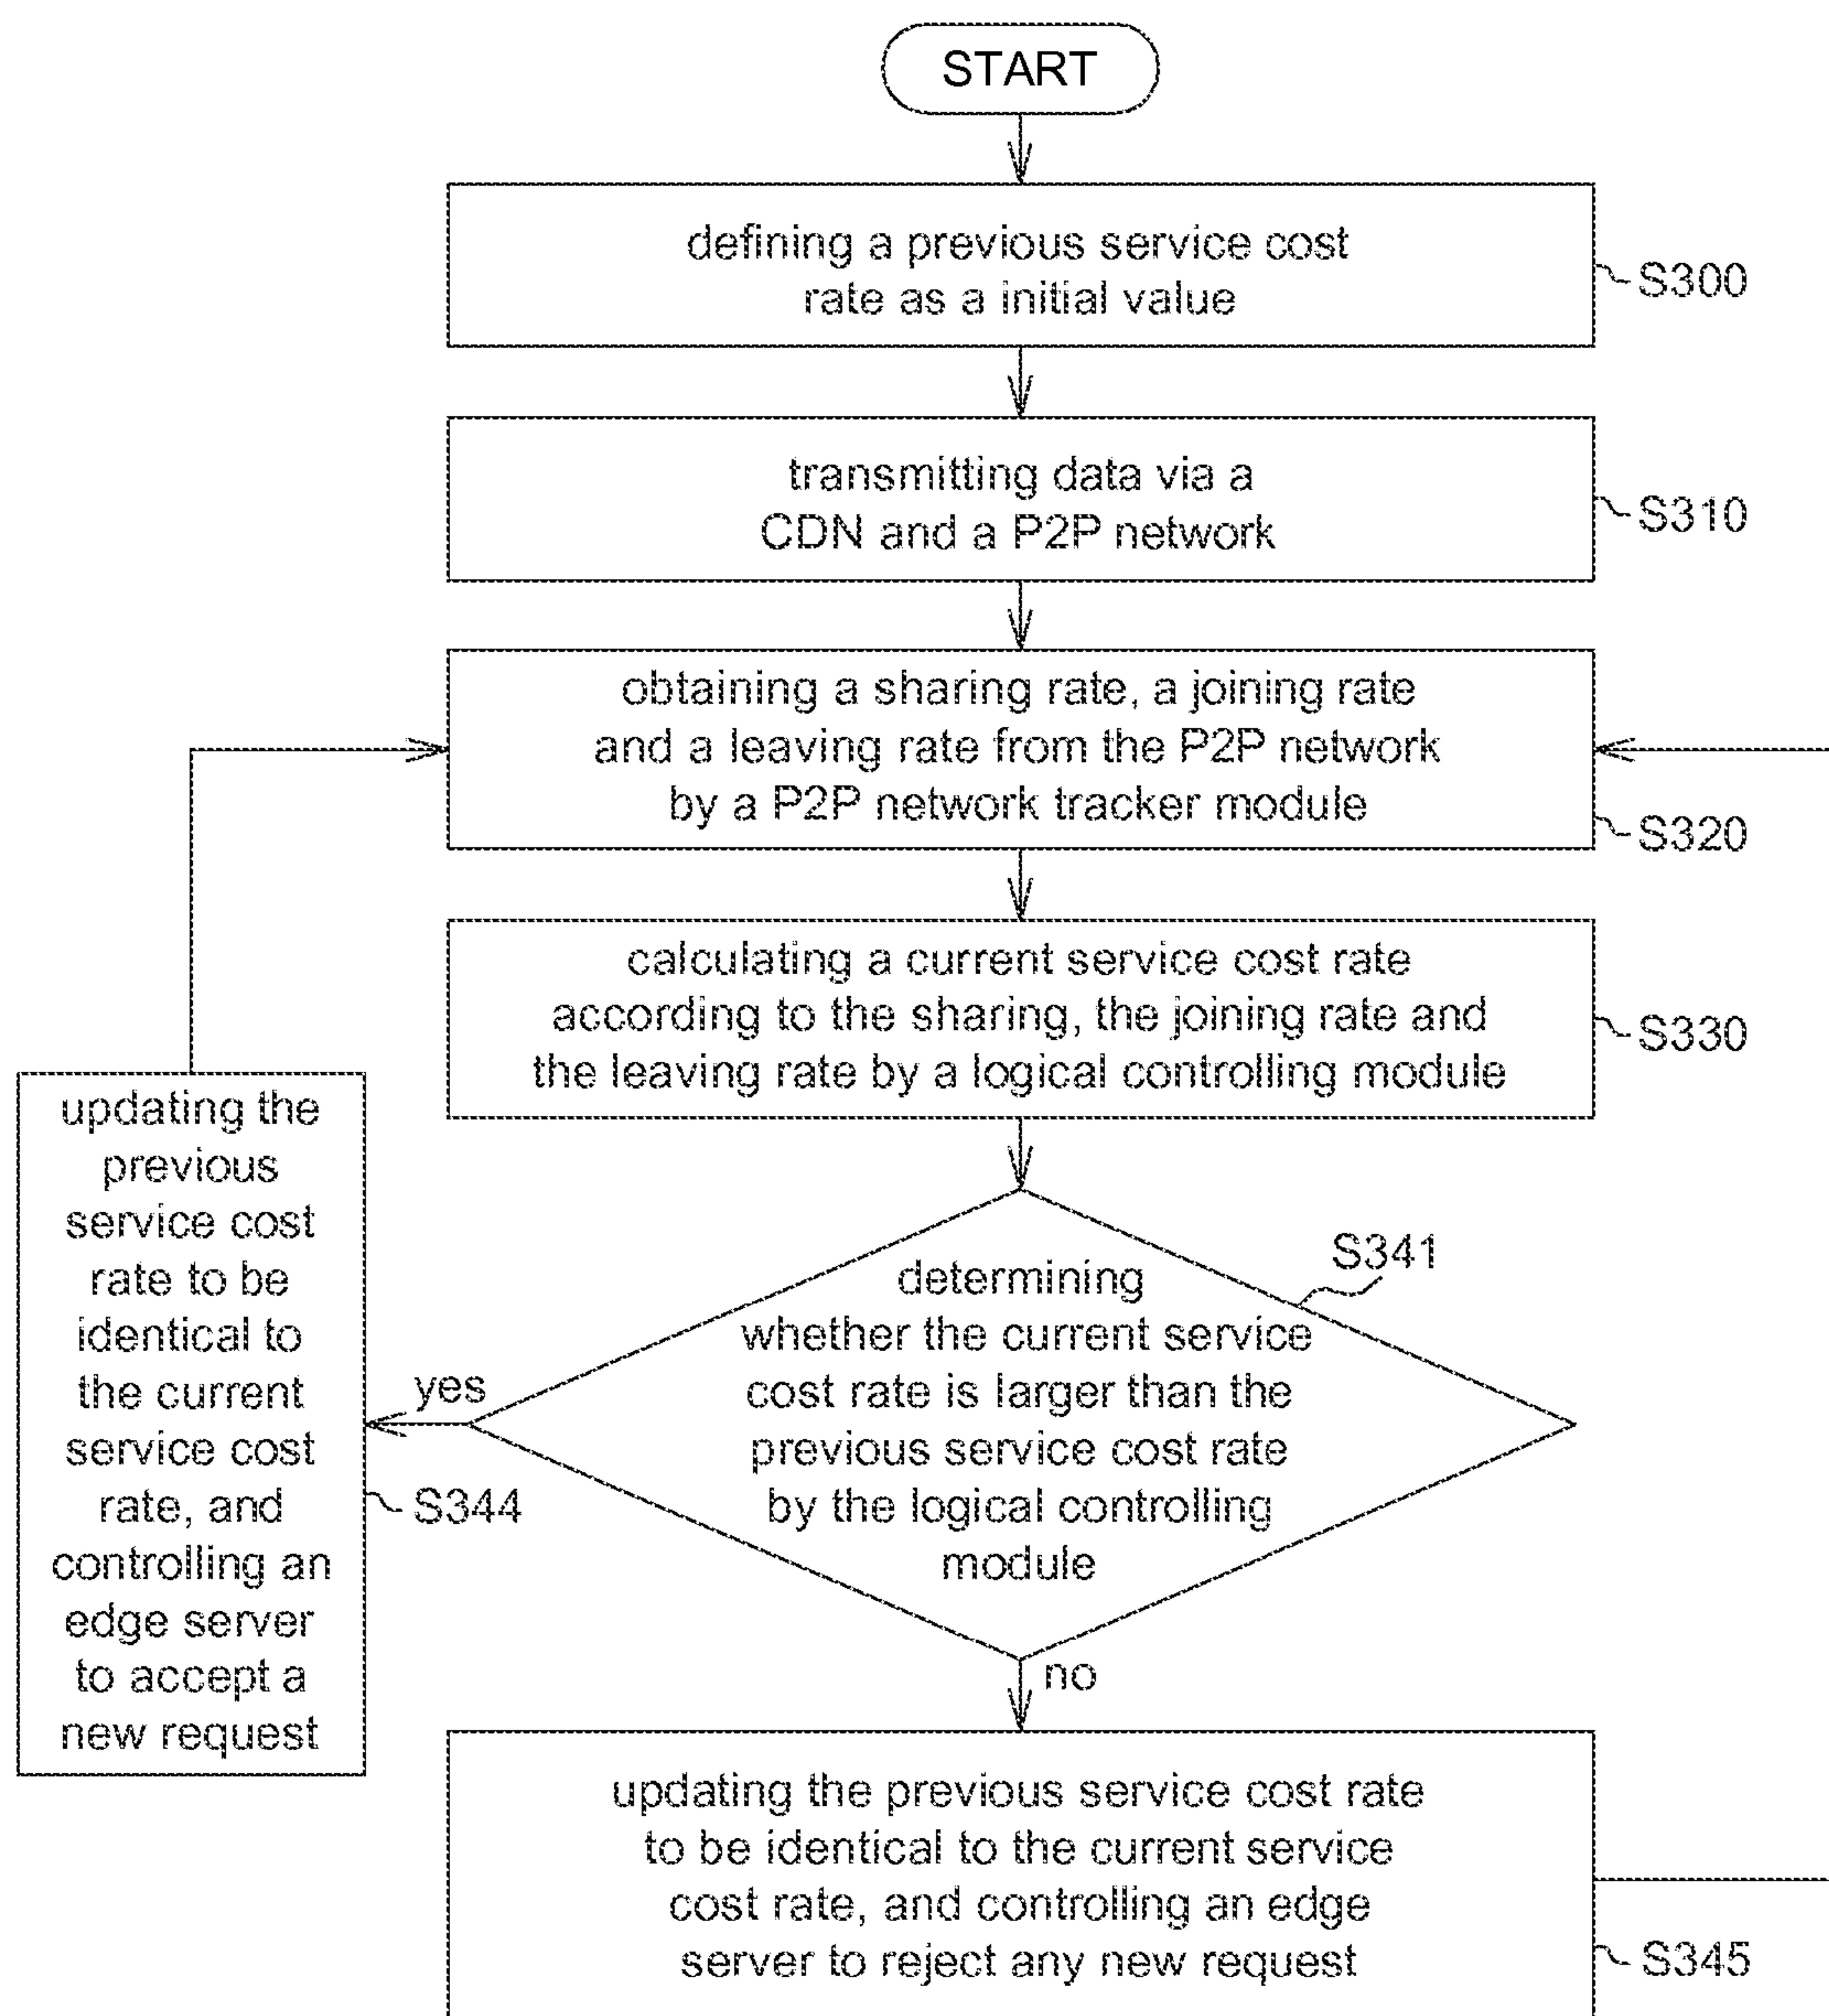 START
defining a previous service cost
rate as a initial value
S300
transmitting data via a
CDN and a P2P network
S310
obtaining a sharing rate, a joining rate
and a leaving rate from the P2P network
by a P2P network tracker module
S320
calculating a current service cost rate
according to the sharing, the joining rate and
the leaving rate by a logical controlling module
S330
determining
whether the current service
cost rate is larger than the
previous service cost rate
by the logical controlling
module
S341
yes
updating the
previous
service cost
rate to be
identical to
the current
service cost
rate, and
controlling an
edge server
to accept a
new request
S344
no
updating the previous service cost rate
to be identical to the current service
cost rate, and controlling an edge
server to reject any new request
S345